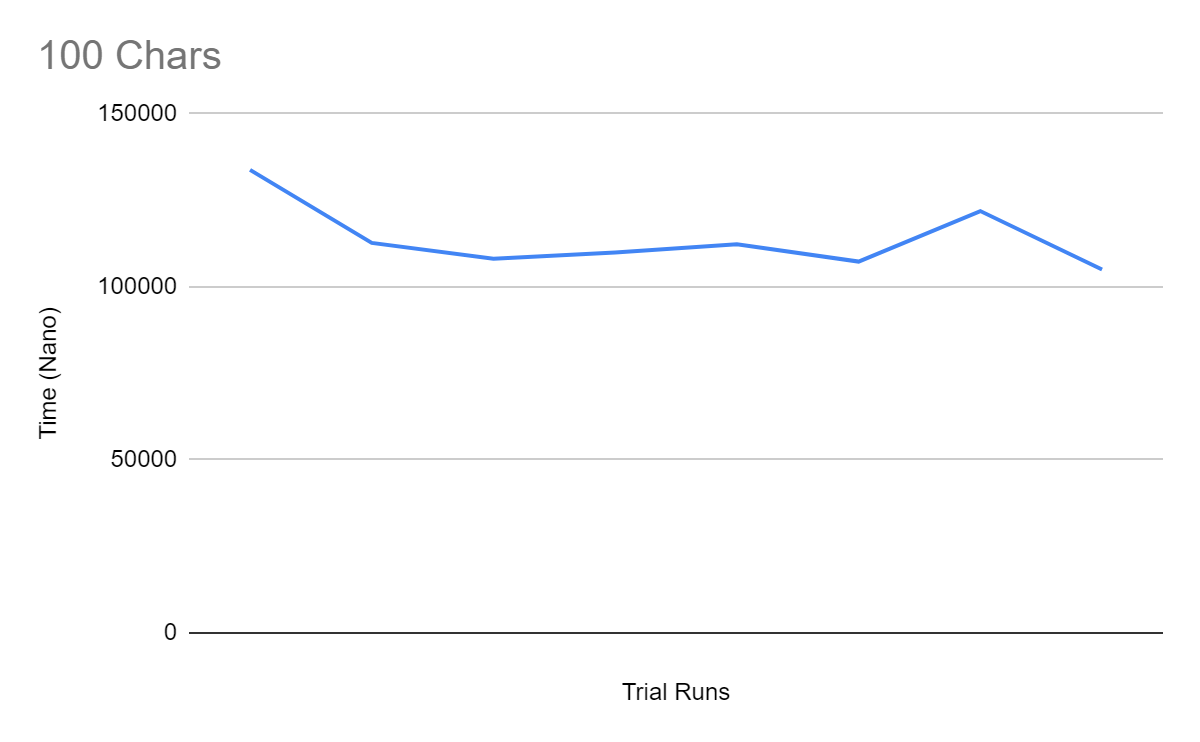 100 Chars
150000
100000
50000
0
Time (Nano)
Trial Runs